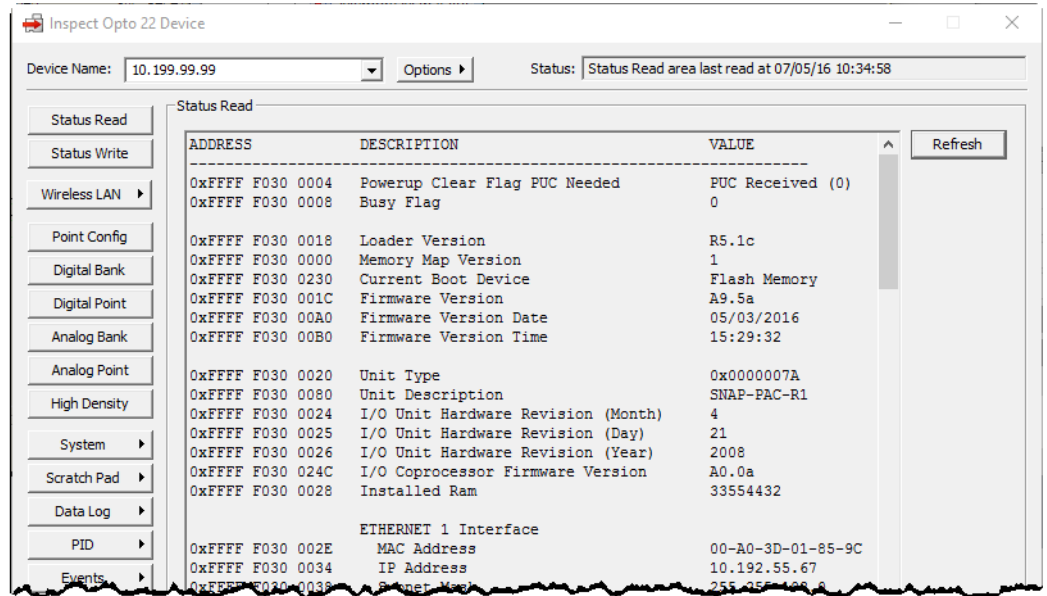 Inspect Opto 22 Device
Device Name: 10.199.99.99 Options Status: Status Read area last read at 07/05/16 10:34:58
Status Read
Status Write
Wireless LAN
Point Config
Digital Bank
Digital Point
Analog Bank
Analog Point
High Density
System
Scratch Pad
Data Log
PID
Events
Status Read
Refresh
ADDRESS DESCRIPTION VALUE
--------------------------------------------------------------------------------
0xFFFF F030 0004 Powerup Clear Flag PUC Needed PUC Received (0)
0xFFFF F030 0008 Busy Flag 0
0xFFFF F030 0018 Loader Version R5.1c
0xFFFF F030 0000 Memory Map Version 1
0xFFFF F030 0230 Current Boot Device Flash Memory
0xFFFF F030 001C Firmware Version A9.5a
0xFFFF F030 00A0 Firmware Version Date 05/03/2016
0xFFFF F030 00B0 Firmware Version Time 15:29:32
0xFFFF F030 0020 Unit Type 0x0000007A
0xFFFF F030 0080 Unit Description SNAP-PAC-R1
0xFFFF F030 0024 I/O Unit Hardware Revision (Month) 4
0xFFFF F030 0025 I/O Unit Hardware Revision (Day) 21
0xFFFF F030 0026 I/O Unit Hardware Revision (Year) 2008
0xFFFF F030 024C I/O Coprocessor Firmware Version A0.0a
0xFFFF F030 0028 Installed Ram 33554432
ETHERNET 1 Interface
0xFFFF F030 002E MAC Address 00-A0-3D-01-85-9C
0xFFFF F030 0034 IP Address 10.192.55.67
0xFFFF F030 0038 Subnet Mask